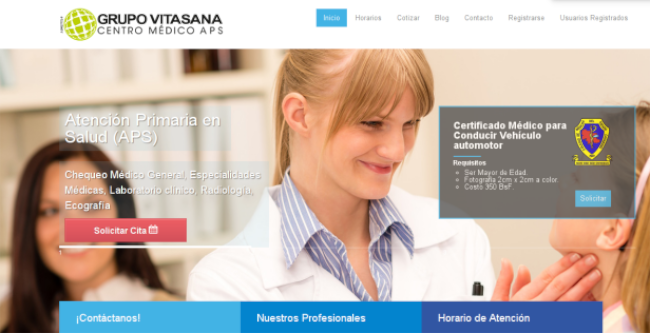 GRUPO VITASANA
CENTRO MÉDICO APS
Inicio
Horarios
Cotizar
Blog
Contacto
Registrarse
Usuarios Registrados
Atención Primaria en
Salud (APS)
Chequeo Médico General, Especialidades
Médicas, Laboratorio clínico, Radiología,
Ecografía
Solicitar Cita
Certificado Médico para
Conducir Vehículo
automotor
Requisitos
Ser Mayor de Edad.
Fotografía 2cm x 2cm a color.
Costo 350 BsF.
Solicitar
¡Contáctanos!
Nuestros Profesionales
Horario de Atención